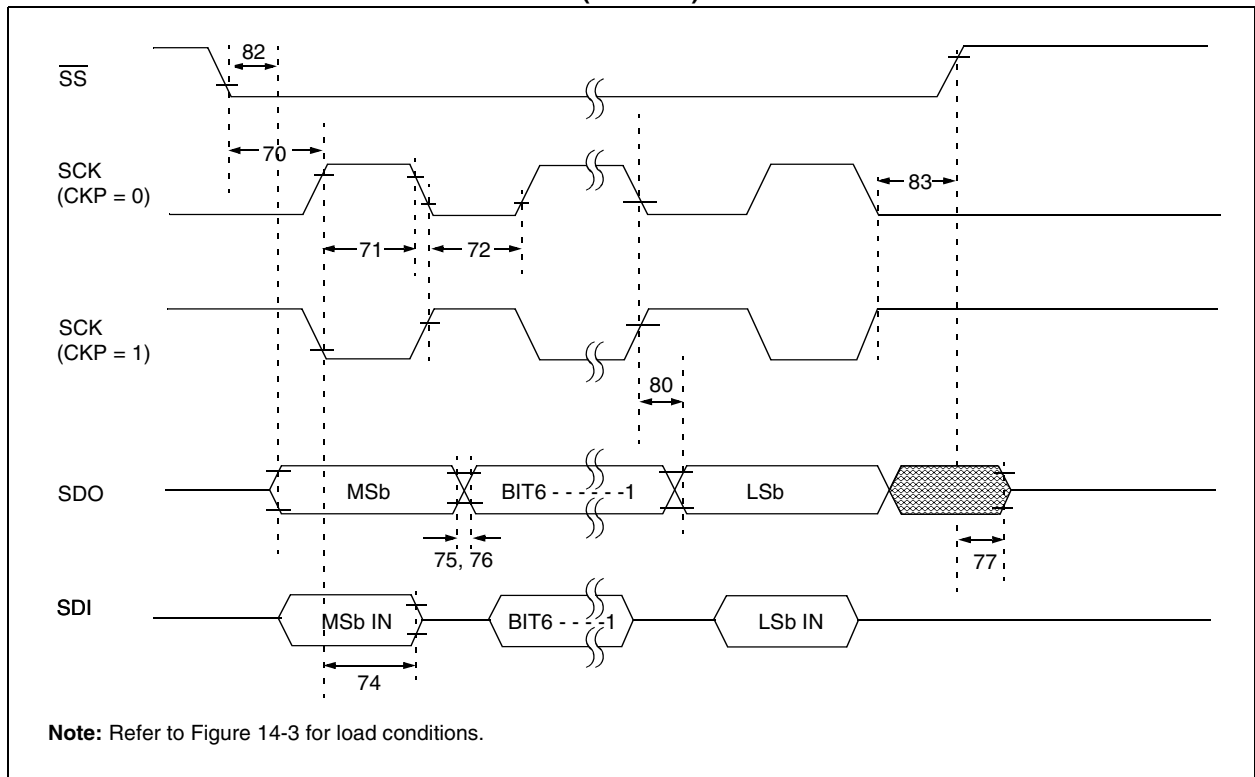 SS
82
70
SCK
(CKP = 0)
83
71
72
SCK
(CKP = 1)
80
SDO
MSb
BIT6 - - - - - -1
LSb
75, 76
77
SDI
MSb IN
BIT6 - - - -1
LSb IN
74
Note: Refer to Figure 14-3 for load conditions.